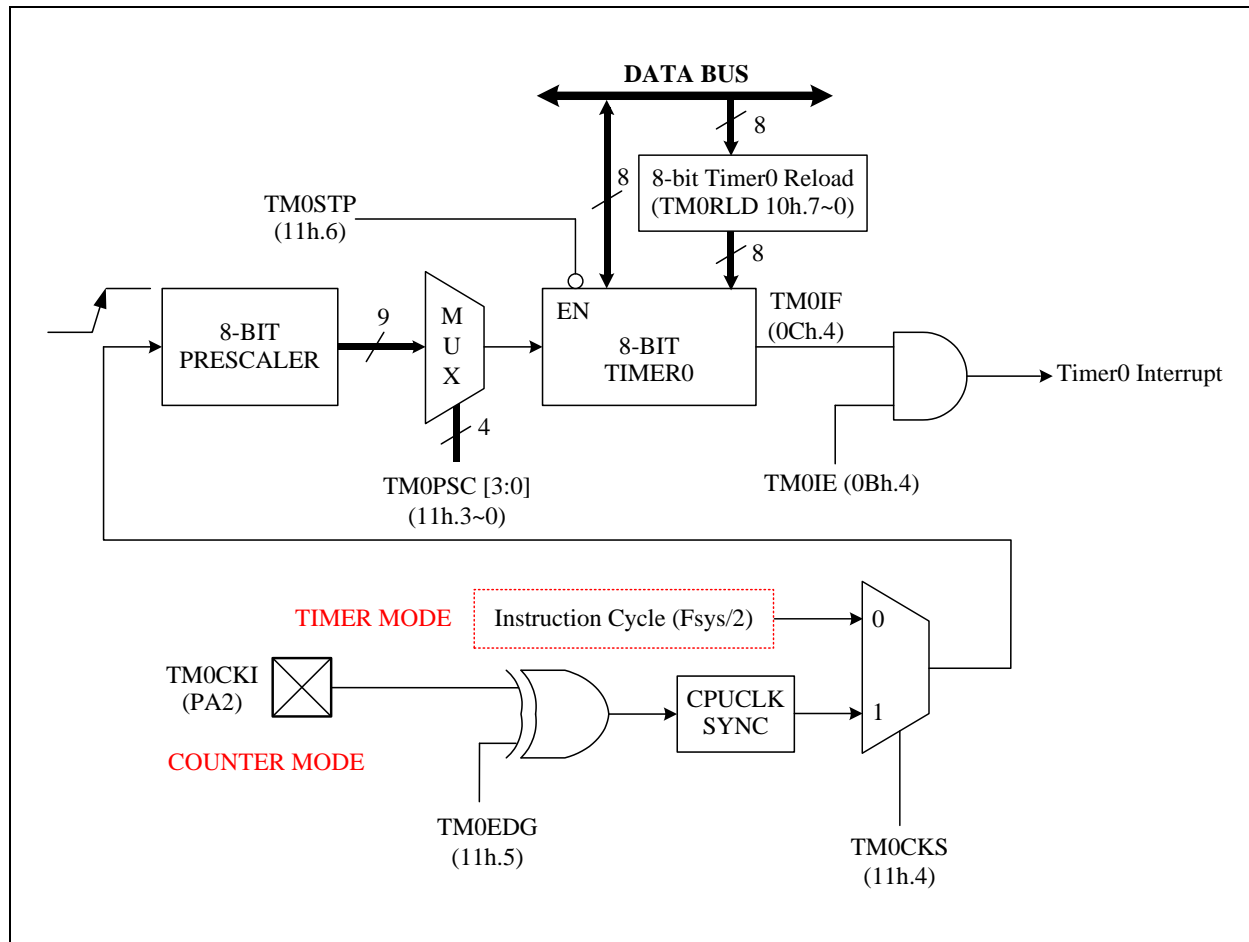 DATA BUS
8
8
8-bit Timer0 Reload
(TM0RLD 10h.7~0)
TM0STP
(11h.6)
8
8-BIT
PRESCALER
9
M
U
X
EN
8-BIT
TIMER0
TM0IF
(0Ch.4)
Timer0 Interrupt
4
TM0PSC [3:0]
(11h.3~0)
TM0IE (0Bh.4)
TIMER MODE
Instruction Cycle (Fsys/2)
0
TM0CKI
(PA2)
CPUCLK
SYNC
1
COUNTER MODE
TM0EDG
(11h.5)
TM0CKS
(11h.4)